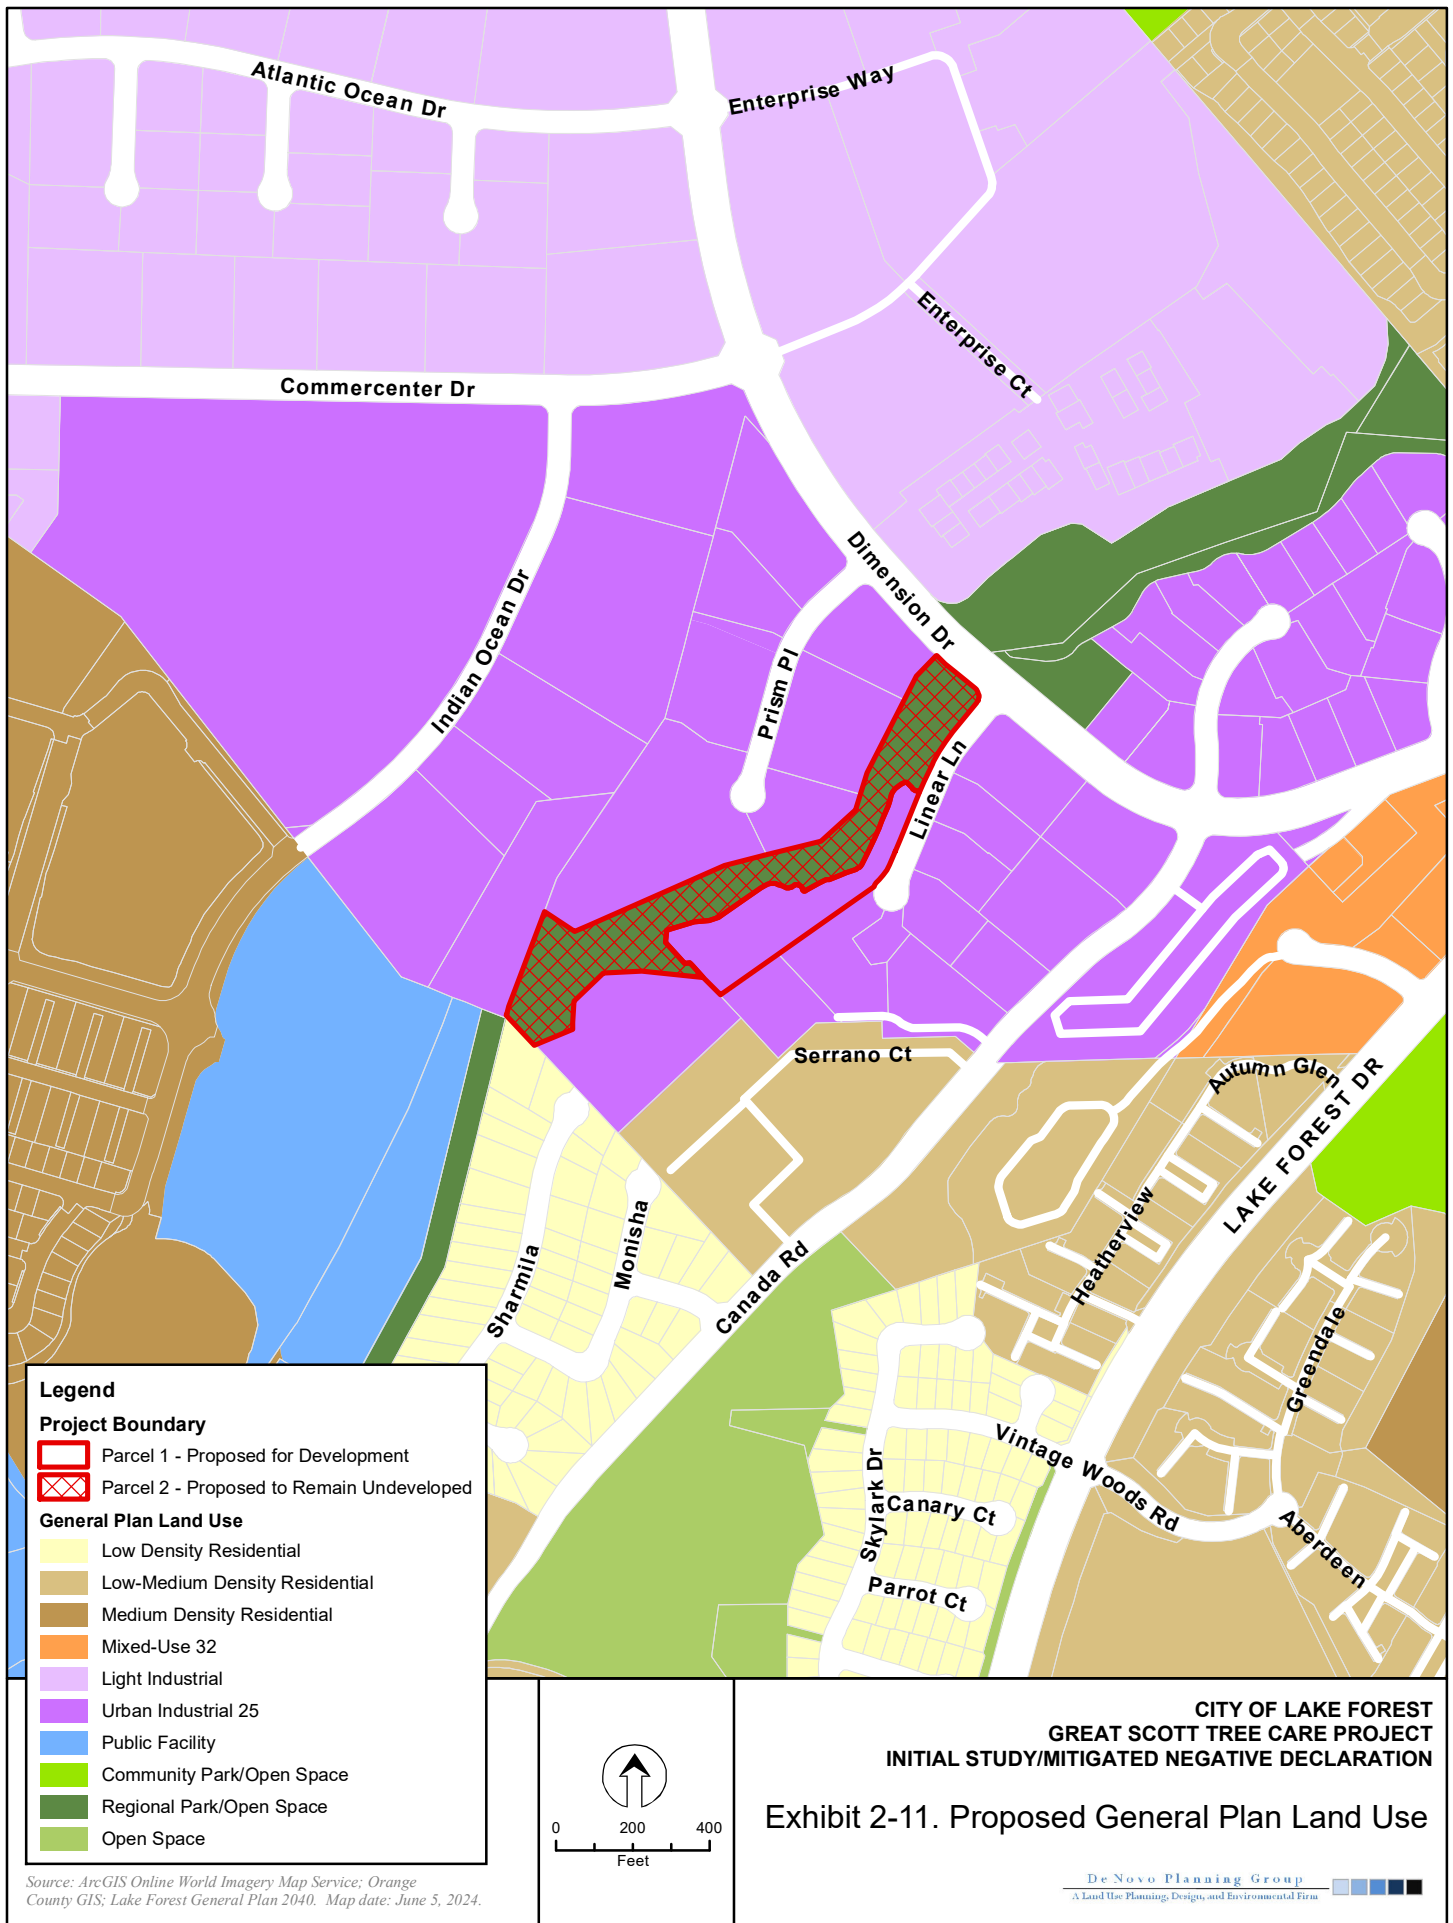 Atlantic Ocean Dr
Enterprise Way
Enterprise Ct
Commercenter Dr
Dimension Dr
Indian Ocean Dr
Prism Pl
Linear Ln
Serrano Ct
Autumn Glen
LAKE FOREST DR
Heatherview
Monisha
Sharmila
Canada Rd
Greendale
Vintage Woods Rd
Skylark Dr
Canary Ct
Aberdeen
Parrot Ct
Legend
Project Boundary
Parcel 1 - Proposed for Development
Parcel 2 - Proposed to Remain Undeveloped
General Plan Land Use
Low Density Residential
Low-Medium Density Residential
Medium Density Residential
Mixed-Use 32
Light Industrial
Urban Industrial 25
Public Facility
Community Park/Open Space
Regional Park/Open Space
Open Space
Source: ArcGIS Online World Imagery Map Service; Orange
County GIS; Lake Forest General Plan 2040. Map date: June 5, 2024.
0 200 400
Feet
CITY OF LAKE FOREST
GREAT SCOTT TREE CARE PROJECT
INITIAL STUDY/MITIGATED NEGATIVE DECLARATION
Exhibit 2-11. Proposed General Plan Land Use
De Novo Planning Group
A Land Use Planning, Design, and Environmental Firm